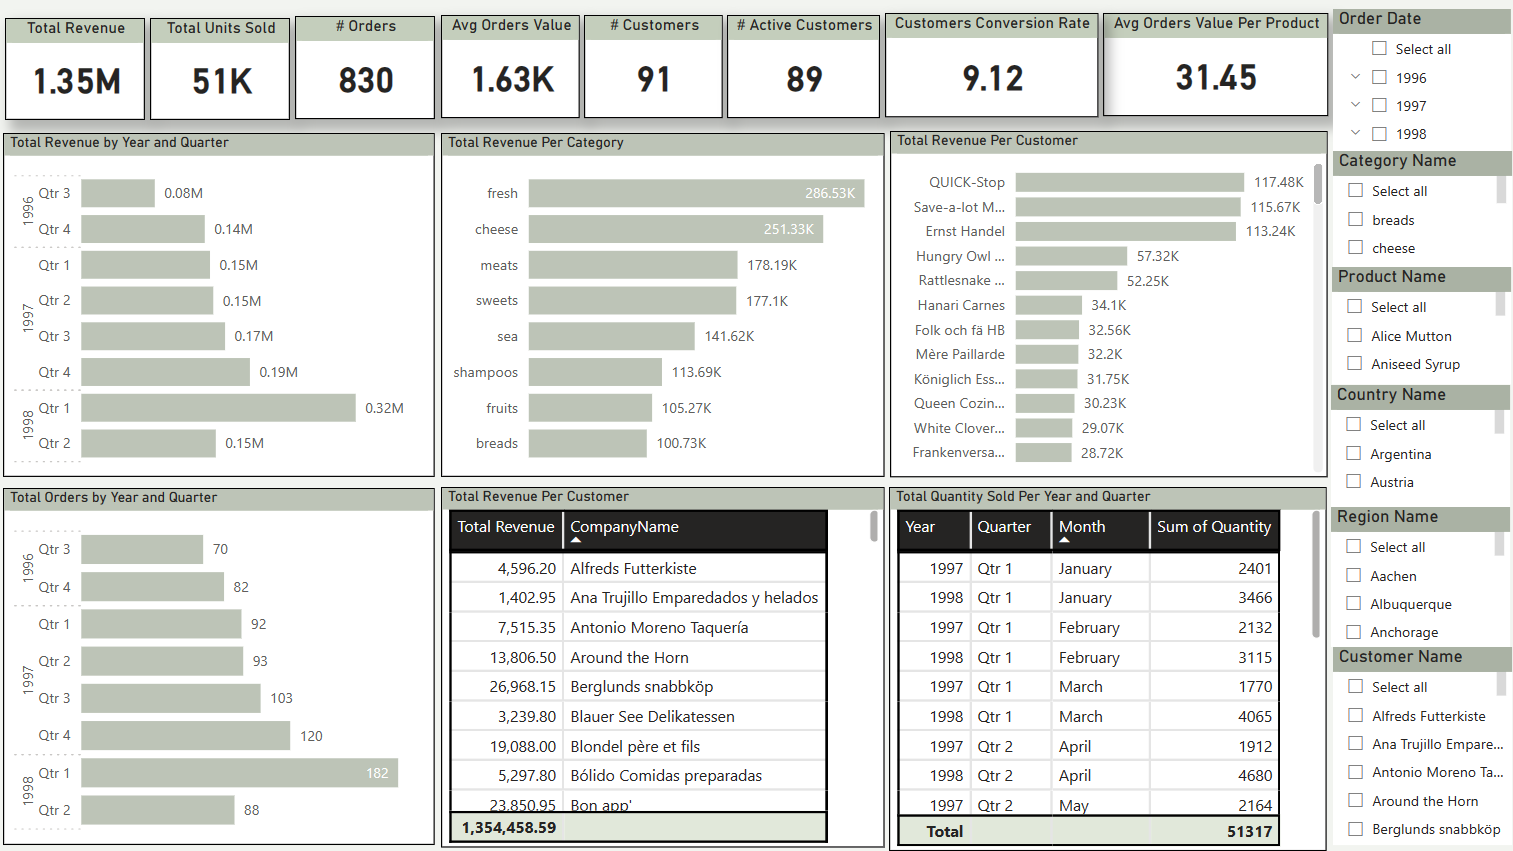 Total Revenue
1.35M
Total Units Sold
51K
# Orders
830
Avg Orders Value
1.63K
# Customers
91
# Active Customers
89
Customers Conversion Rate
9.12
Avg Orders Value Per Product
31.45
Total Revenue by Year and Quarter
1996
Qtr 3 0.08M
Qtr 4 0.14M
1997
Qtr 1 0.15M
Qtr 2 0.15M
Qtr 3 0.17M
Qtr 4 0.19M
1998
Qtr 1 0.32M
Qtr 2 0.15M
Total Revenue Per Category
fresh 286.53K
cheese 251.33K
meats 178.19K
sweets 177.1K
sea 141.62K
shampoos 113.69K
fruits 105.27K
breads 100.73K
Total Revenue Per Customer
QUICK-Stop 117.48K
Save-a-lot M... 115.67K
Ernst Handel 113.24K
Hungry Owl ... 57.32K
Rattlesnake ... 52.25K
Hanari Carnes 34.1K
Folk och fä HB 32.56K
Mère Paillarde 32.2K
Königlich Ess... 31.75K
Queen Cozin... 30.23K
White Clover... 29.07K
Frankenversa... 28.72K
Total Orders by Year and Quarter
1996
Qtr 3 70
Qtr 4 82
1997
Qtr 1 92
Qtr 2 93
Qtr 3 103
Qtr 4 120
1998
Qtr 1 182
Qtr 2 88
Total Revenue Per Customer
Total Revenue CompanyName
4,596.20 Alfreds Futterkiste
1,402.95 Ana Trujillo Emparedados y helados
7,515.35 Antonio Moreno Taquería
13,806.50 Around the Horn
26,968.15 Berglunds snabbköp
3,239.80 Blauer See Delikatessen
19,088.00 Blondel père et fils
5,297.80 Bólido Comidas preparadas
23,850.95 Bon app'
1,354,458.59
Total Quantity Sold Per Year and Quarter
Year Quarter Month Sum of Quantity
1997 Qtr 1 January 2401
1998 Qtr 1 January 3466
1997 Qtr 1 February 2132
1998 Qtr 1 February 3115
1997 Qtr 1 March 1770
1998 Qtr 1 March 4065
1997 Qtr 2 April 1912
1998 Qtr 2 April 4680
1997 Qtr 2 May 2164
Total 51317
Order Date
Select all
1996
1997
1998
Category Name
Select all
breads
cheese
Product Name
Select all
Alice Mutton
Aniseed Syrup
Country Name
Select all
Argentina
Austria
Region Name
Select all
Aachen
Albuquerque
Anchorage
Customer Name
Select all
Alfreds Futterkiste
Ana Trujillo Empare...
Antonio Moreno Ta...
Around the Horn
Berglunds snabbköp